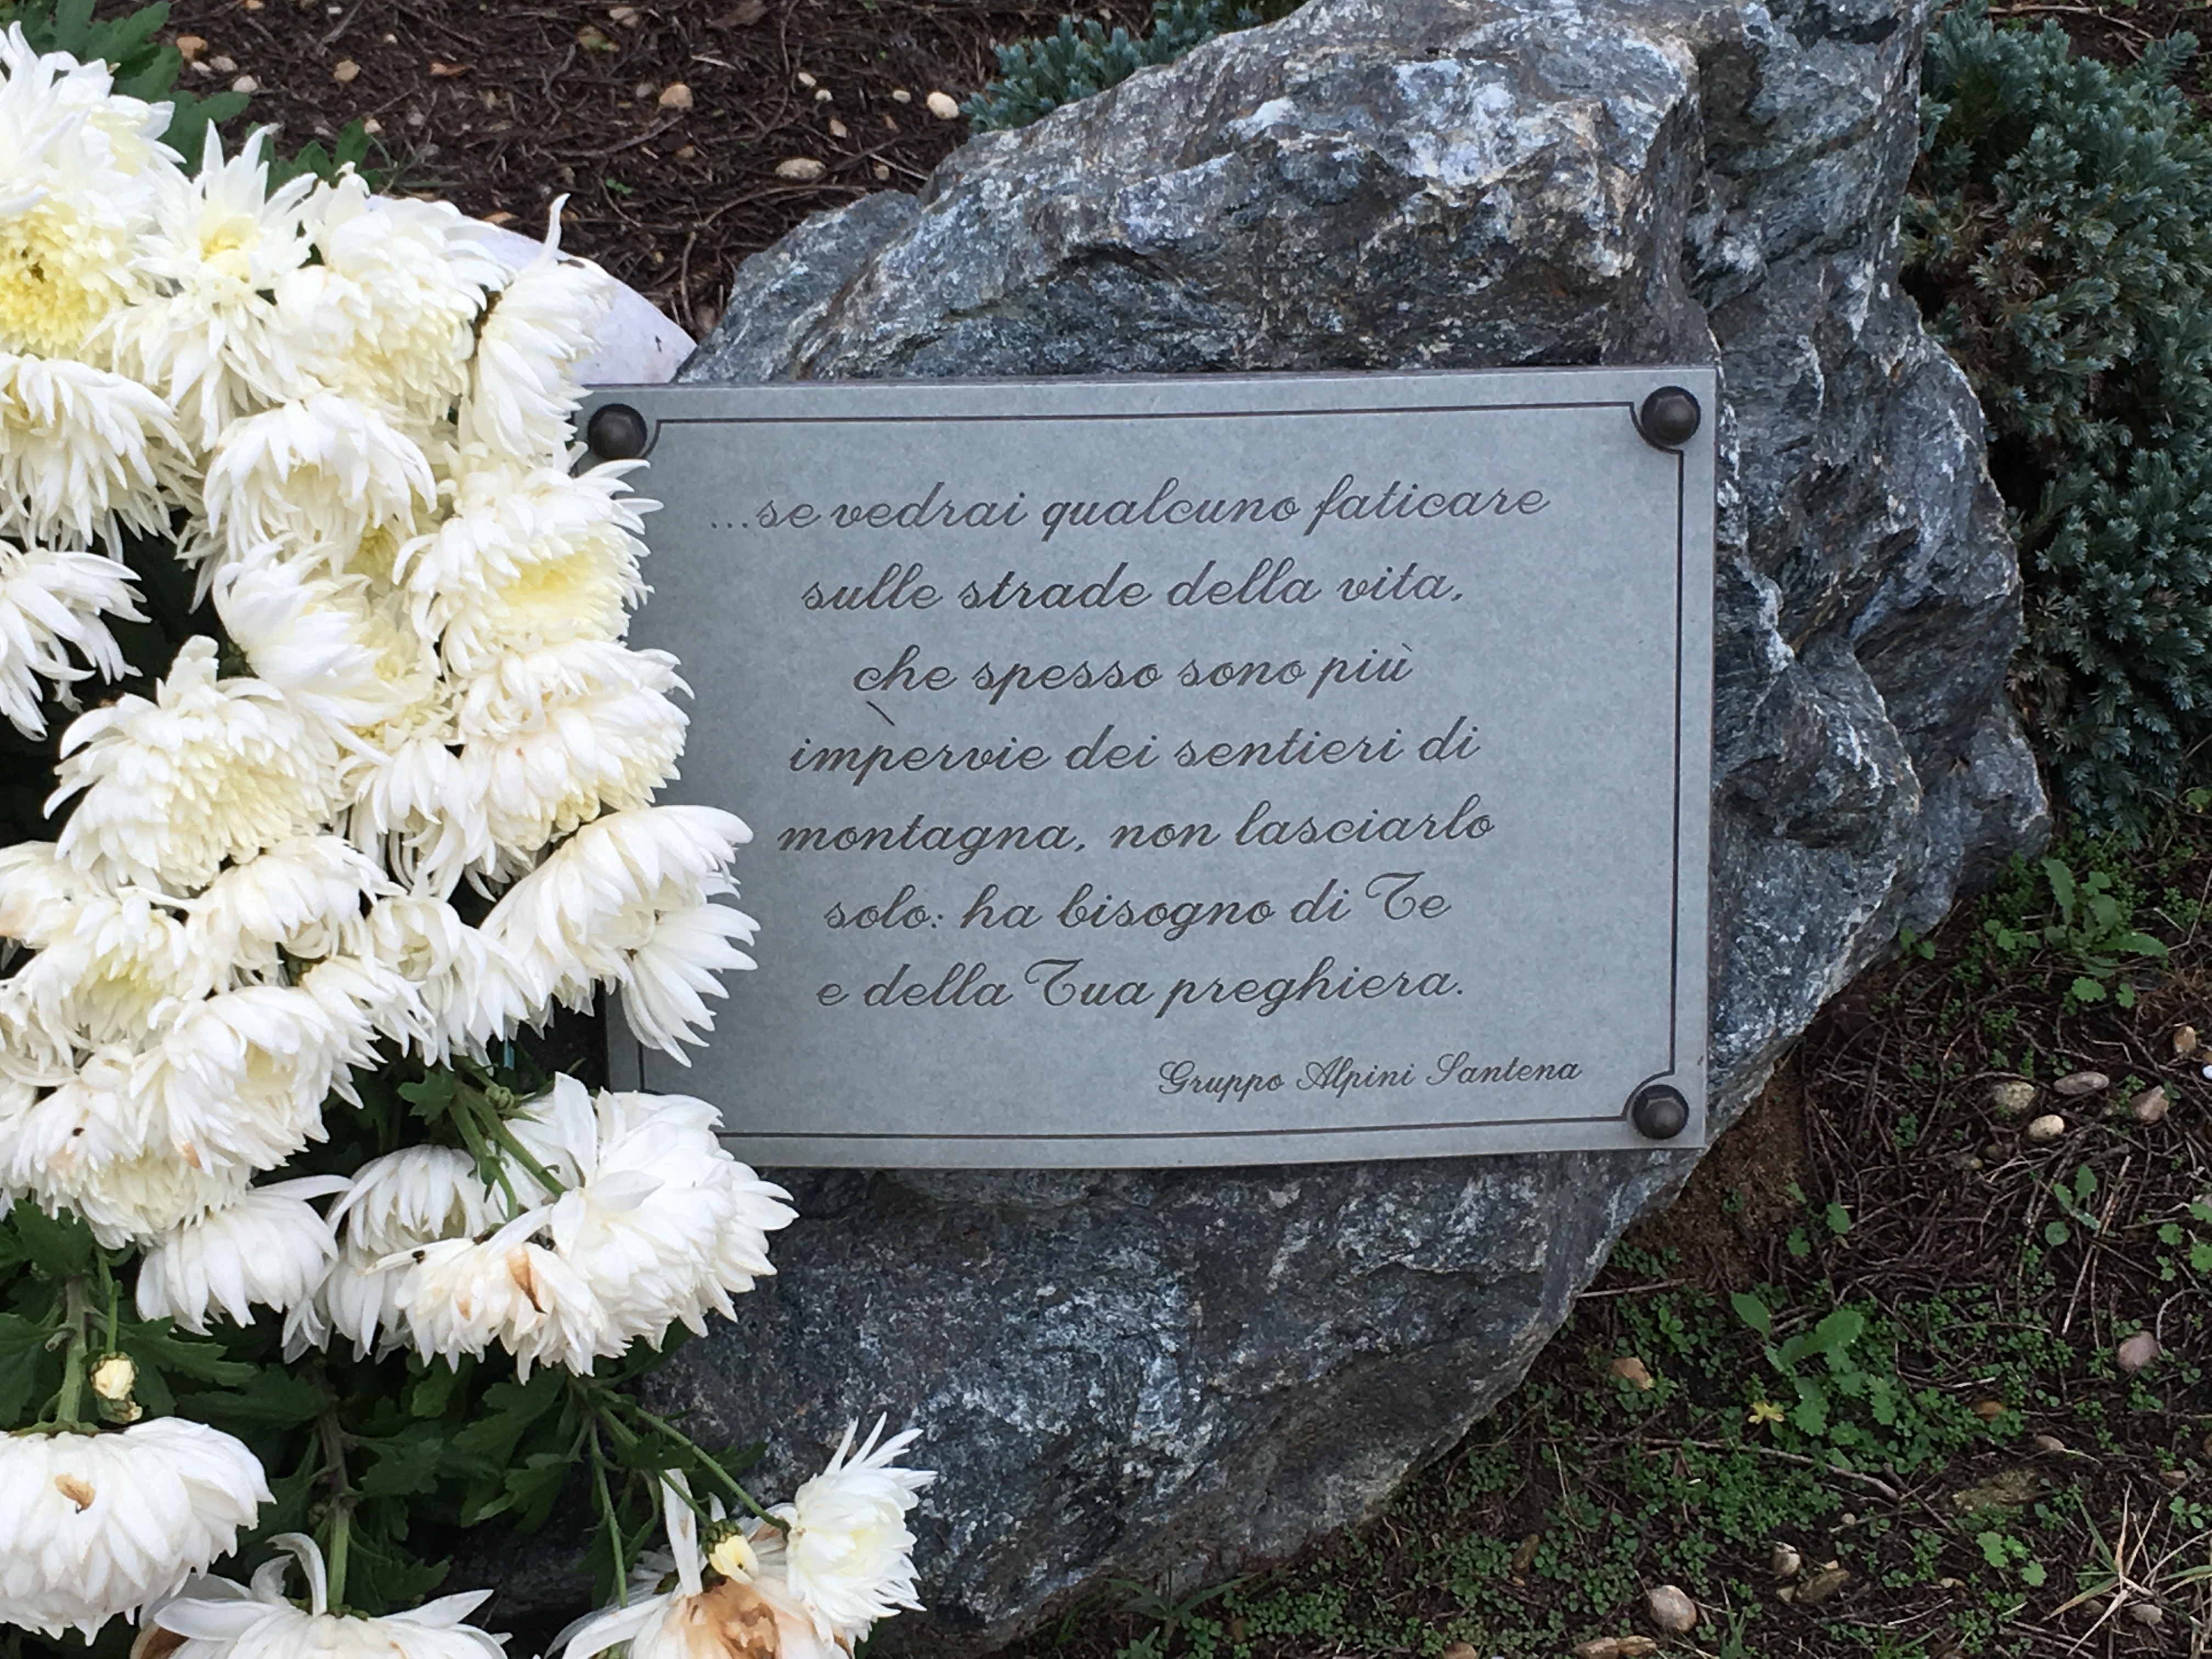 ...se vedrai qualcuno faticare
sulle strade della vita,
che spesso sono più
impervie dei sentieri di
montagna, non lasciarlo
solo: ha bisogno di Te
e della Tua preghiera.
Gruppo Alpini Santena